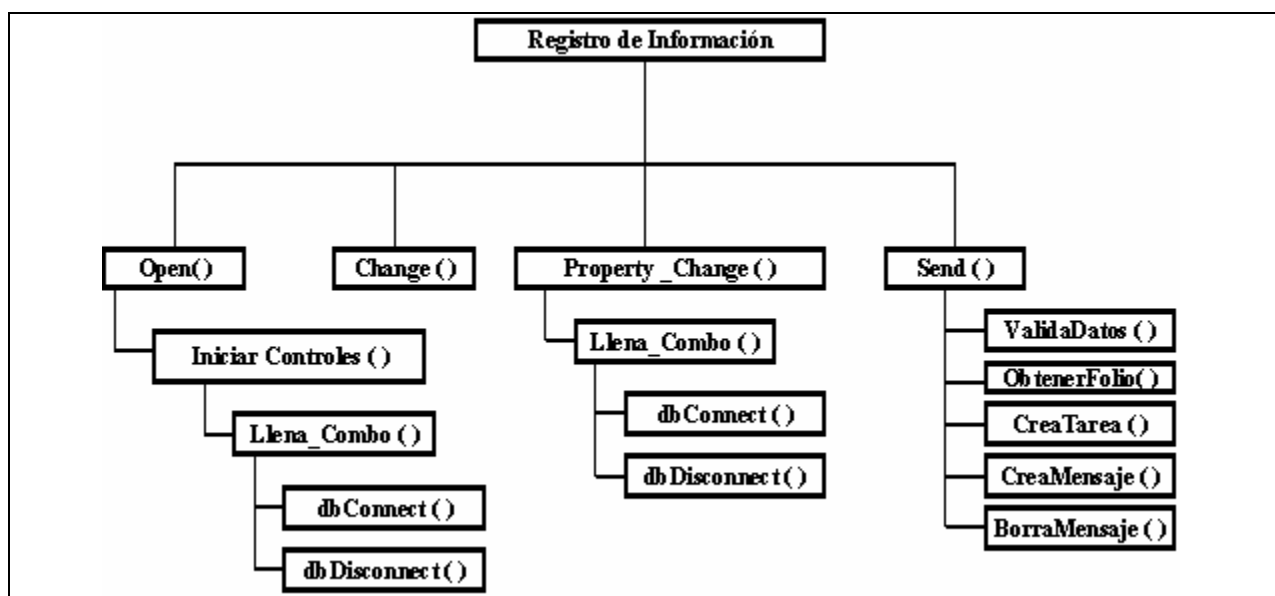 Registro de Información
Open()
Change ()
Property _Change ()
Send ()
Iniciar Controles ()
Llena_Combo ()
dbConnect ()
dbDisconnect ()
Llena_Combo ()
dbConnect ()
dbDisconnect ()
ValidaDatos ()
ObtenerFolio()
CreaTarea ()
CreaMensaje ()
BorraMensaje ()